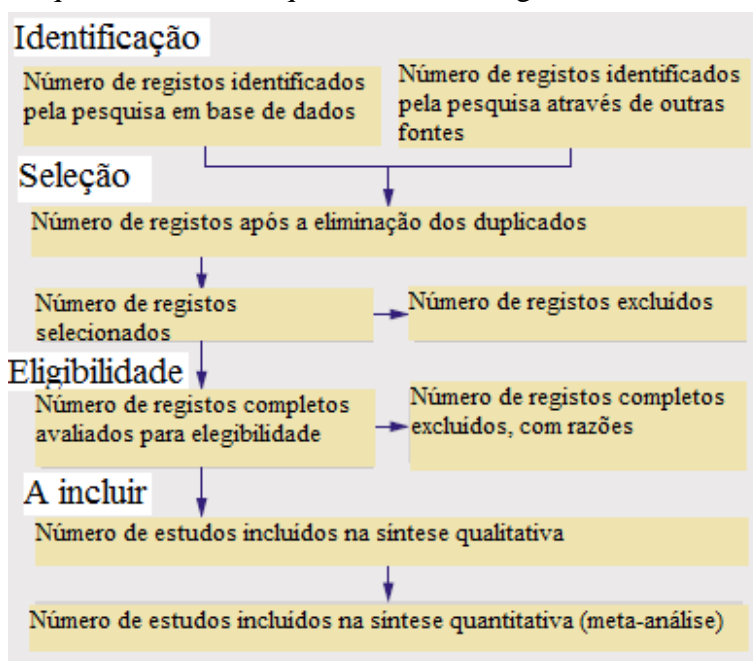 Identificação
Número de registos identificados
pela pesquisa em base de dados
Número de registos identificados
pela pesquisa através de outras
fontes
Seleção
Número de registos após a eliminação dos duplicados
Número de registos
selecionados
Número de registos excluídos
Eligibilidade
Número de registos completos
avaliados para elegibilidade
Número de registos completos
excluídos, com razões
A incluir
Número de estudos incluídos na síntese qualitativa
Número de estudos incluídos na síntese quantitativa (meta-análise)